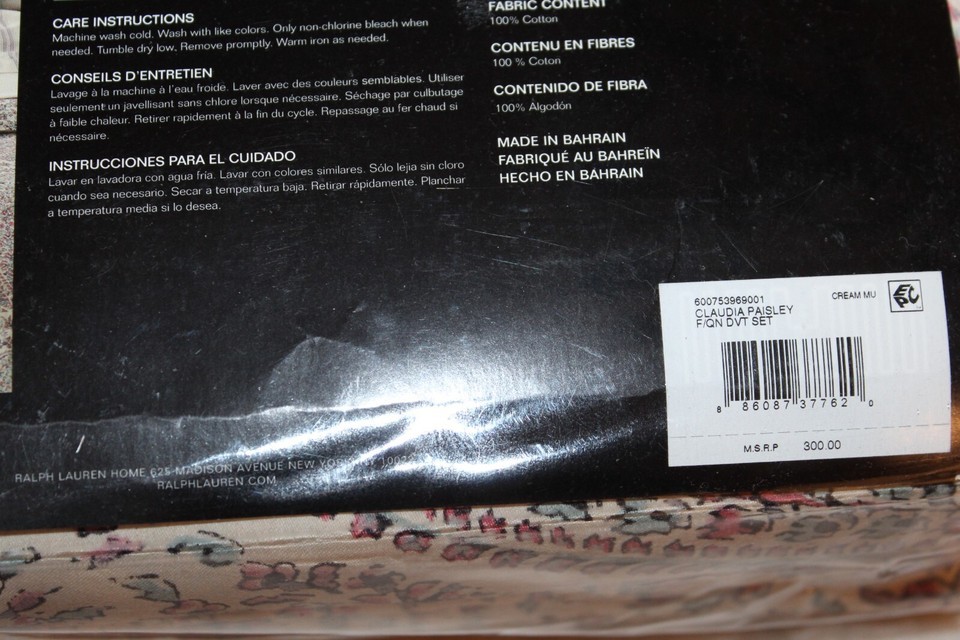 CARE INSTRUCTIONS
Machine wash cold. Wash with like colors. Only non-chlorine bleach when
needed. Tumble dry low, Remove promptly. Warm iron as needed.
CONSEILS D'ENTRETIEN
Lavage à la machine à l'eau froide. Laver avec des couleurs semblables. Utiliser
seulement un javellisant sans chlore lorsque nécessaire. Séchage par culbutage
à faible chaleur. Retirer rapidement à la fin du cycle. Repassage au fer chaud si
nécessaire.
INSTRUCCIONES PARA EL CUIDADO
Lavar en lavadora con agua fría. Lavar con colores similares. Sólo lejia sin cloro
cuando sea necesario. Secar a temperatura baja. Retirar rápidamente. Planchar
a temperatura media si lo desea.
FABRIC CONTENT
100% Cotton
CONTENU EN FIBRES
100 % Coton
CONTENIDO DE FIBRA
100% Algodón
MADE IN BAHRAIN
FABRIQUÉ AU BAHREÏN
HECHO EN BAHRAIN
600753969001
CREAM MU
CLAUDIA PAISLEY
F/QN DVT SET
8 86087 37762 0
M.S.R.P 300.00
RALPH LAUREN HOME 625 MADISON AVENUE NEW
RALPHLAUREN.COM